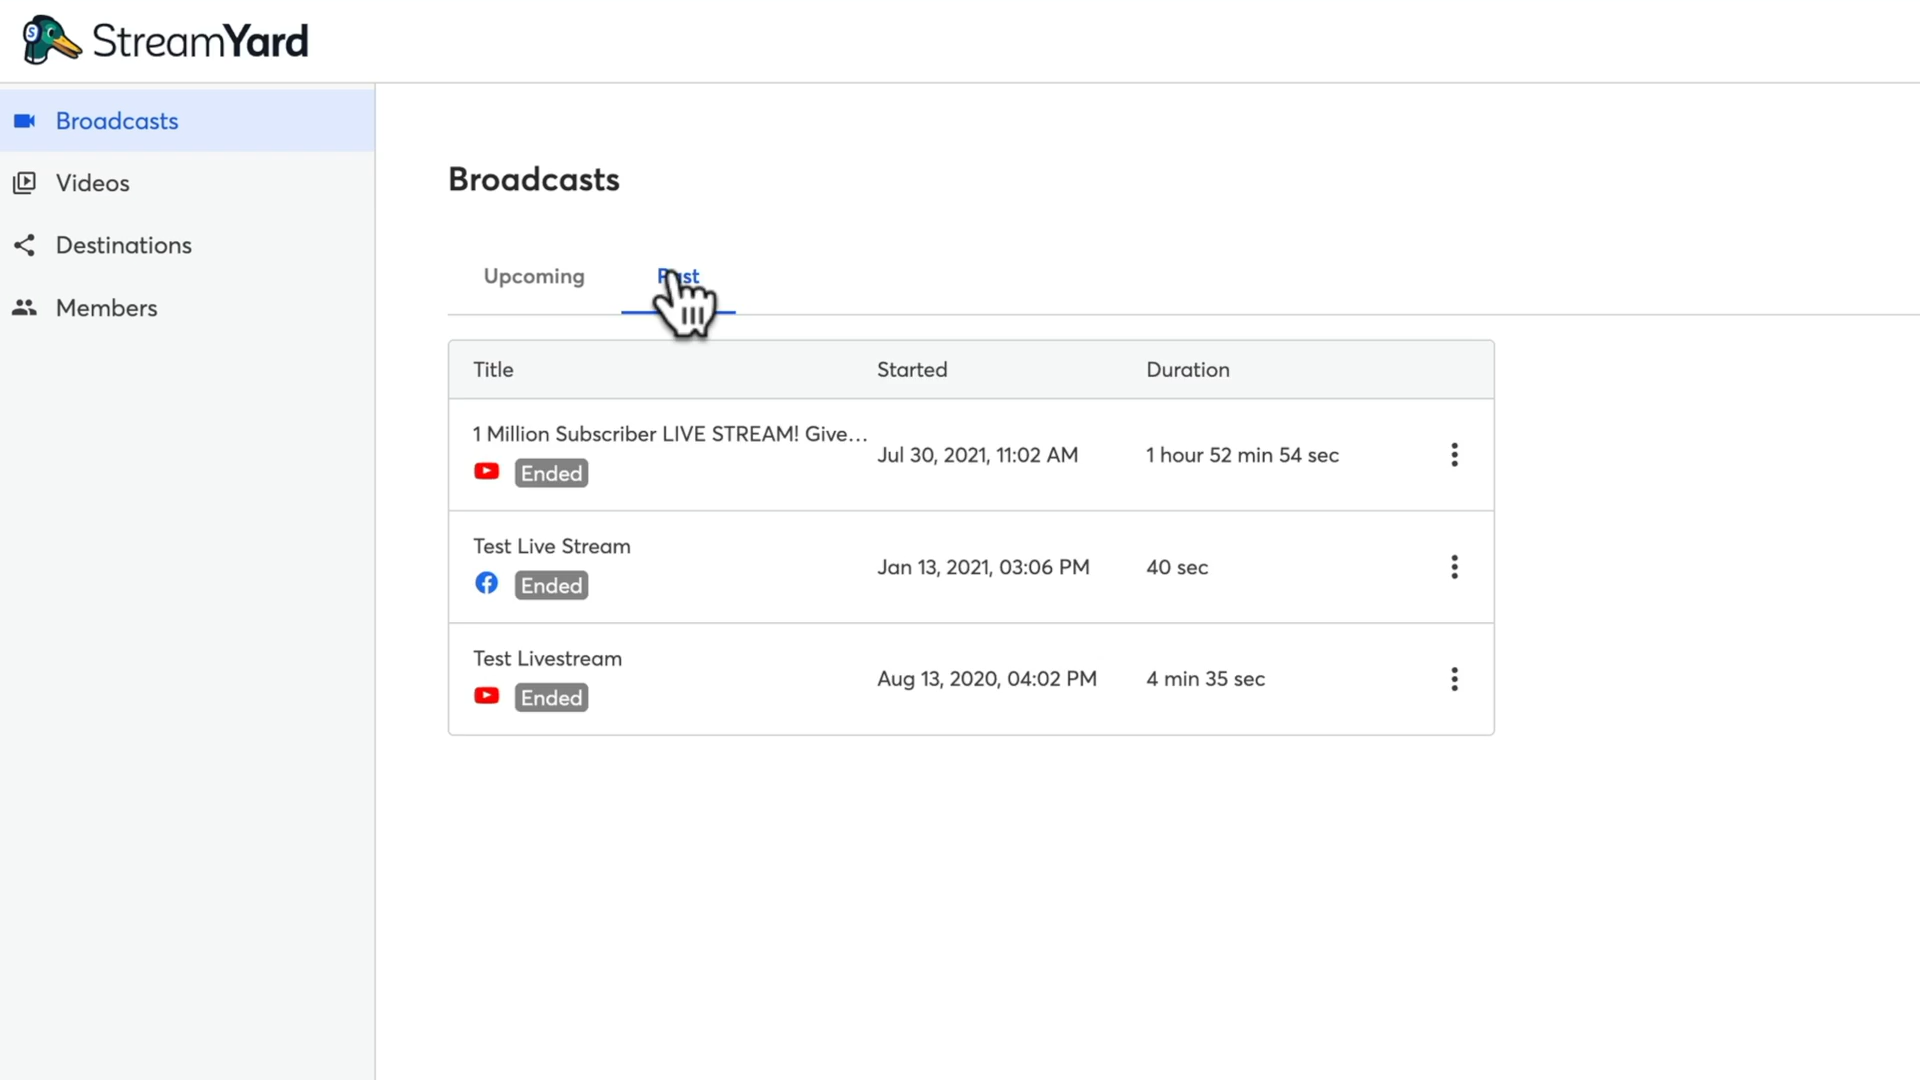 StreamYard
Broadcasts
Videos
Destinations
Members
Broadcasts
Upcoming Past
Title Started Duration
1 Million Subscriber LIVE STREAM! Give...
Ended
Jul 30, 2021, 11:02 AM 1 hour 52 min 54 sec
Test Live Stream
Ended
Jan 13, 2021, 03:06 PM 40 sec
Test Livestream
Ended
Aug 13, 2020, 04:02 PM 4 min 35 sec